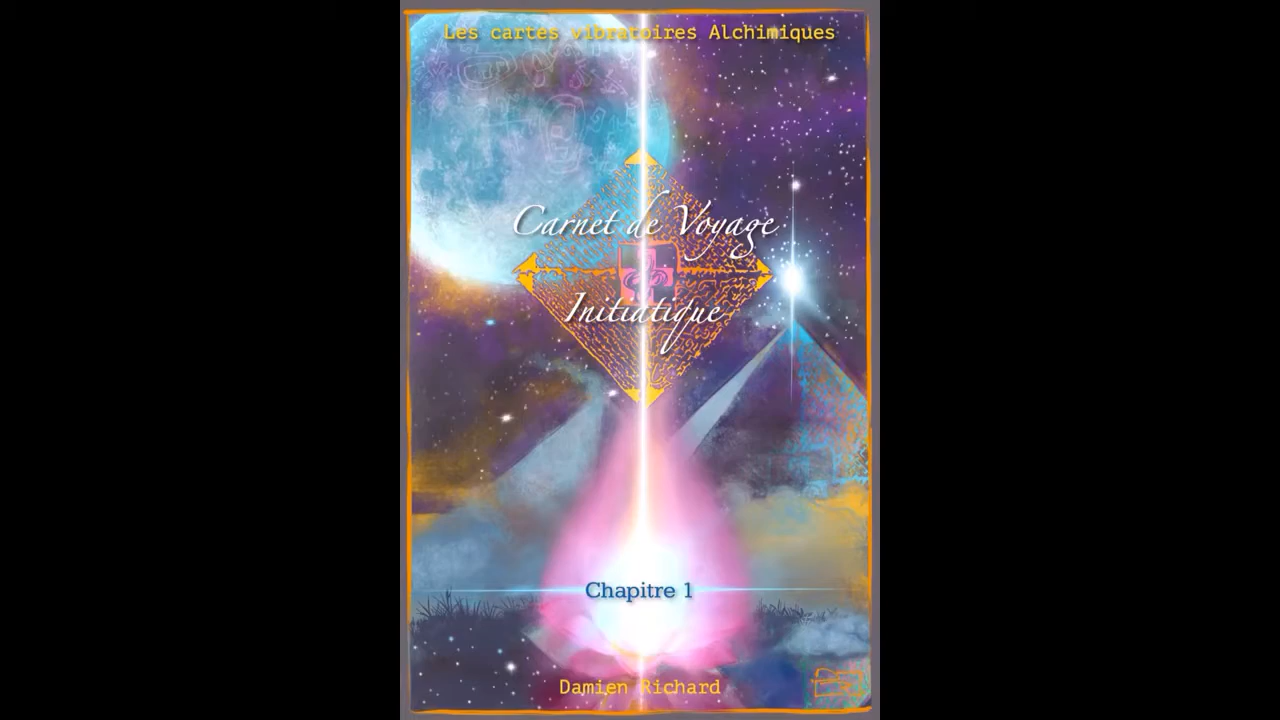 Les cartes vibratoires Alchimiques
Carnet de Voyage
Initiatique
Chapitre 1
Damien Richard